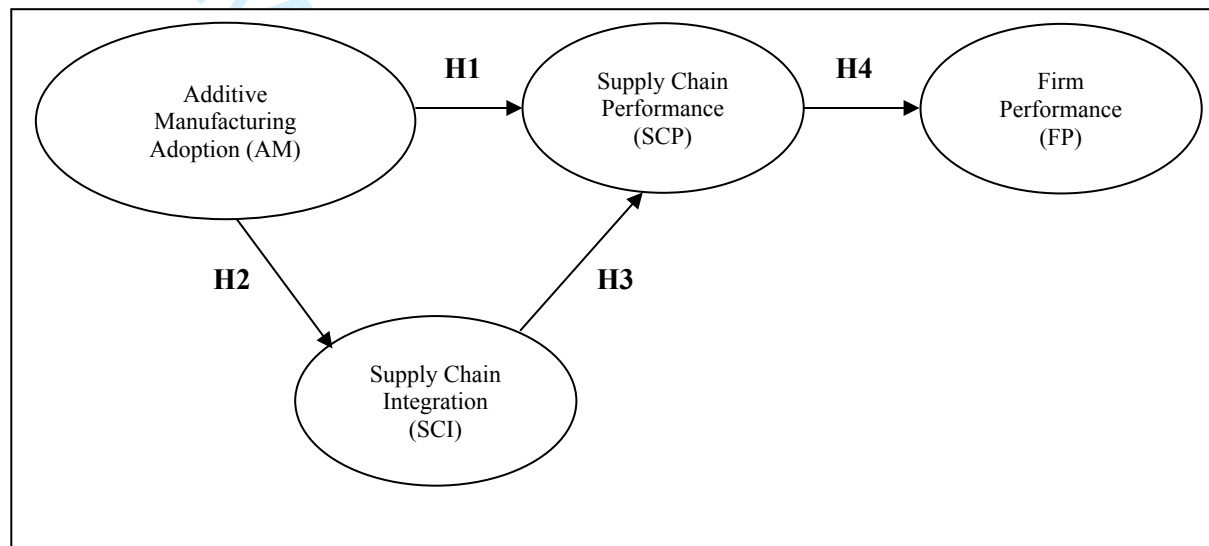 Additive
Manufacturing
Adoption (AM)
H1
Supply Chain
Performance
(SCP)
H4
Firm
Performance
(FP)
H2
H3
Supply Chain
Integration
(SCI)